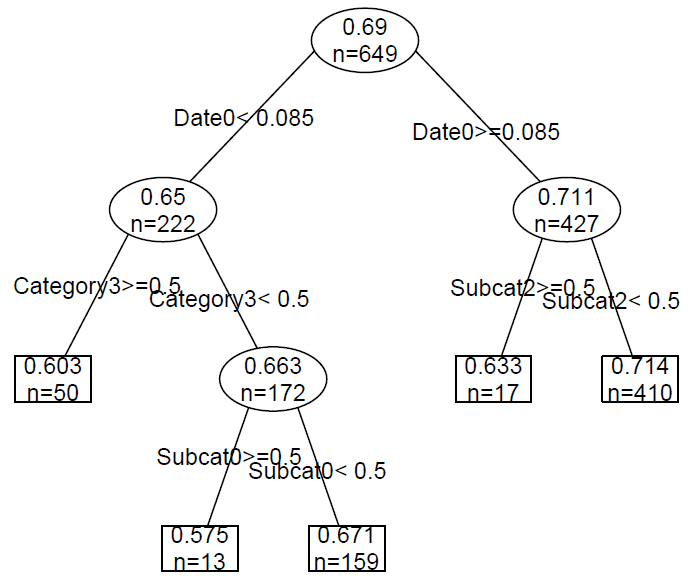 0.69
n=649
Date0< 0.085
Date0>=0.085
0.65
n=222
0.711
n=427
Category3>=0.5
Category3< 0.5
Subcat2>=0.5
Subcat2< 0.5
0.603
n=50
0.663
n=172
0.633
n=17
0.714
n=410
Subcat0>=0.5
Subcat0< 0.5
0.575
n=13
0.671
n=159